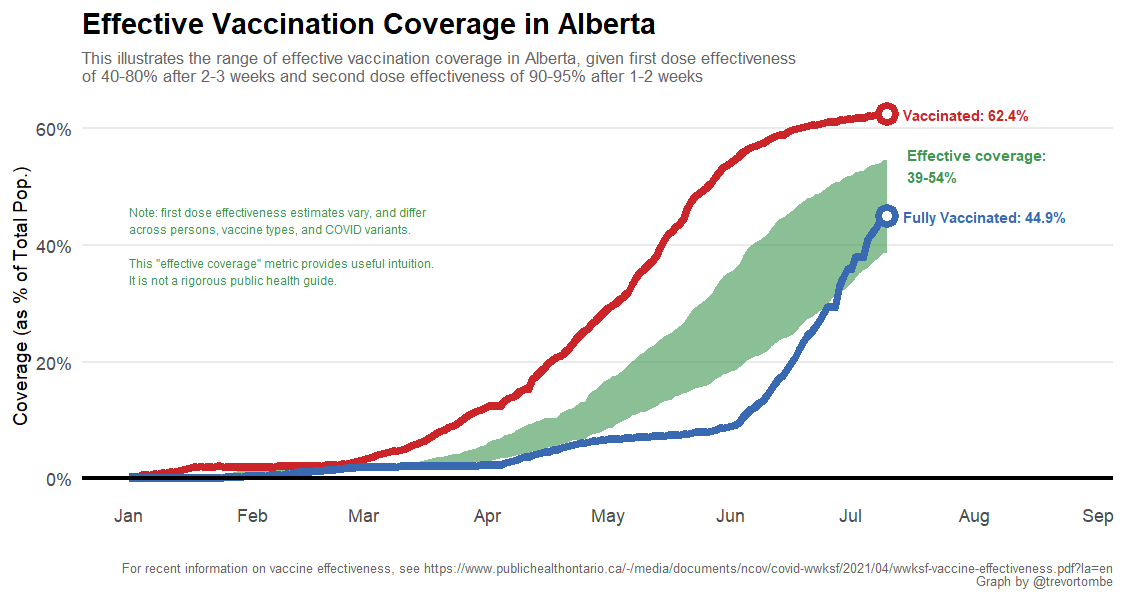 Effective Vaccination Coverage in Alberta
This illustrates the range of effective vaccination coverage in Alberta, given first dose effectiveness
of 40-80% after 2-3 weeks and second dose effectiveness of 90-95% after 1-2 weeks
Coverage (as % of Total Pop.)
60%
40%
20%
0%
Vaccinated: 62.4%
Effective coverage:
39-54%
Fully Vaccinated: 44.9%
Note: first dose effectiveness estimates vary, and differ
across persons, vaccine types, and COVID variants.
This "effective coverage" metric provides useful intuition.
It is not a rigorous public health guide.
Jan Feb Mar Apr May Jun Jul Aug Sep
For recent information on vaccine effectiveness, see https://www.publichealthontario.ca/-/media/documents/ncov/covid-wwksf/2021/04/wwksf-vaccine-effectiveness.pdf?la=en
Graph by @trevortombe